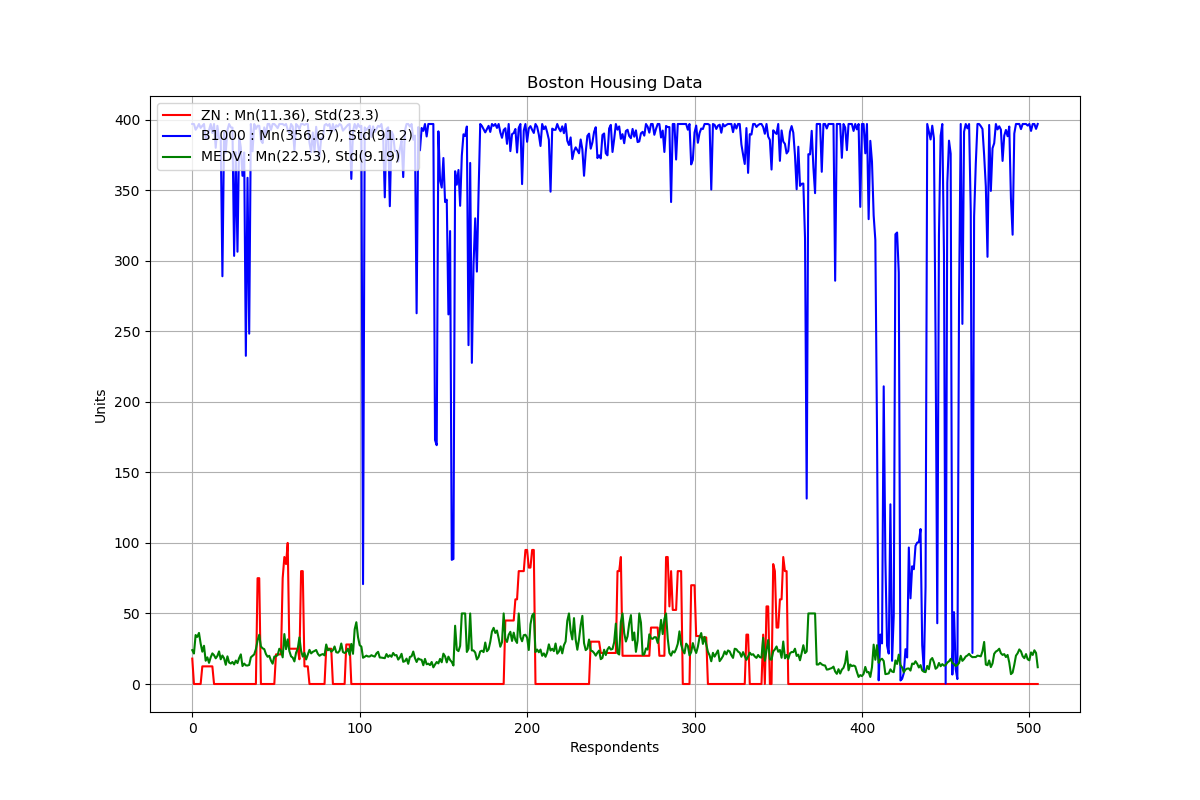 Boston Housing Data
ZN : Mn(11.36), Std(23.3)
B1000 : Mn(356.67), Std(91.2)
MEDV : Mn(22.53), Std(9.19)
400
350
300
250
200
150
100
50
0
Units
0 100 200 300 400 500
Respondents